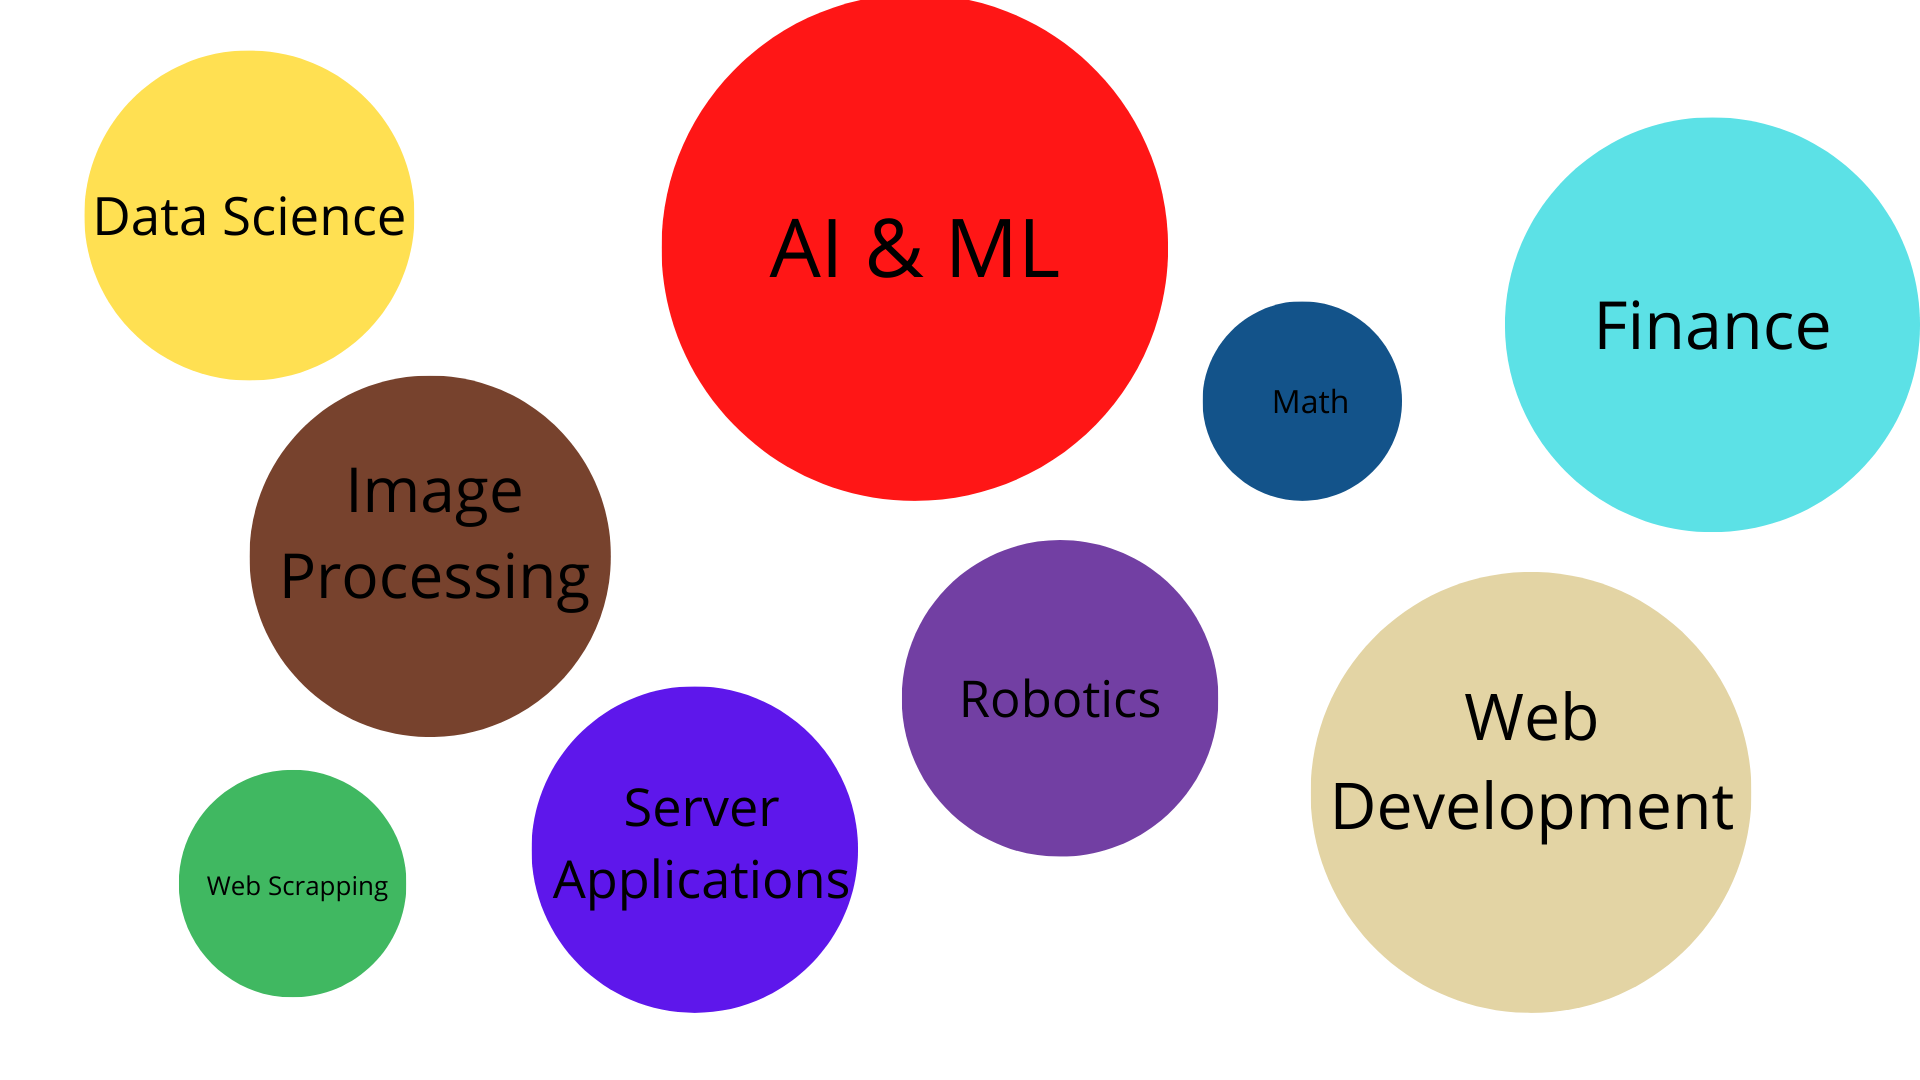 Data Science
AI & ML
Finance
Math
Image
Processing
Robotics
Web
Development
Server
Applications
Web Scrapping